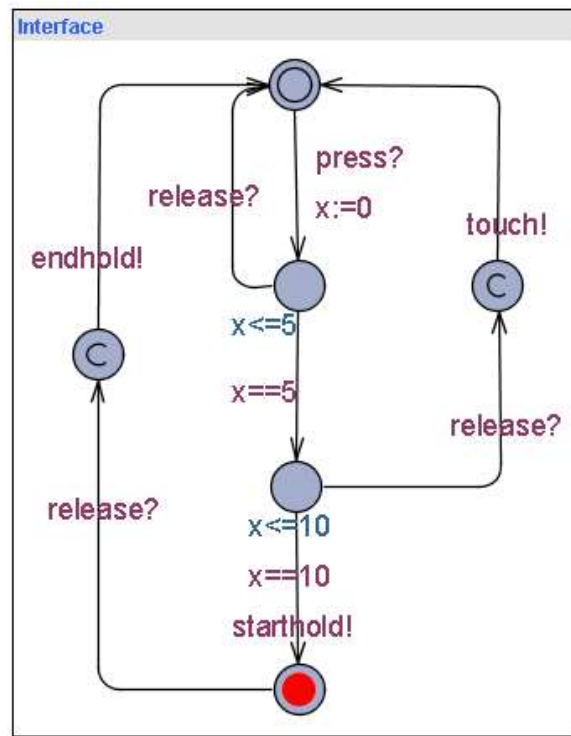 Interface
press?
release?
x:=0
touch!
endhold!
C
x<=5
C
x==5
release?
release?
x<=10
x==10
starthold!